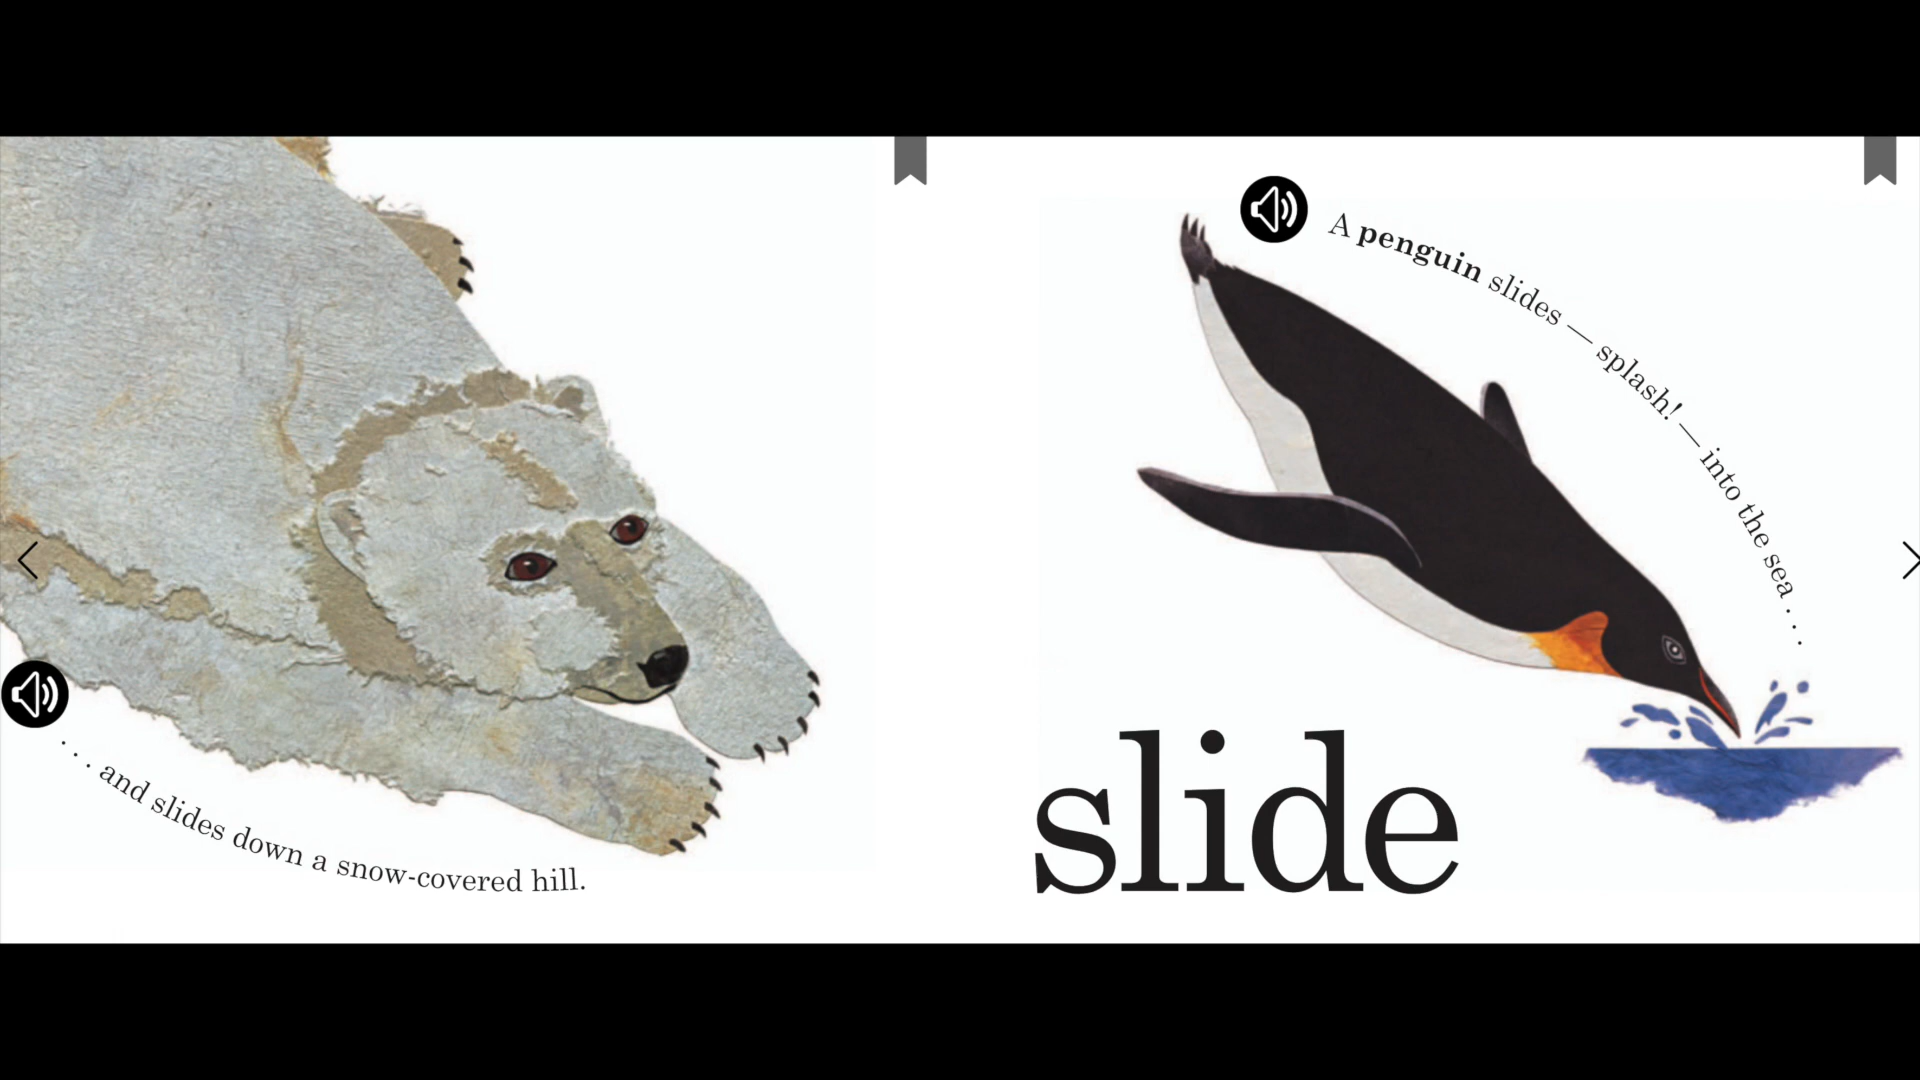 . . . and slides down a snow-covered hill.
A penguin slides — splash! — into the sea . . .
slide